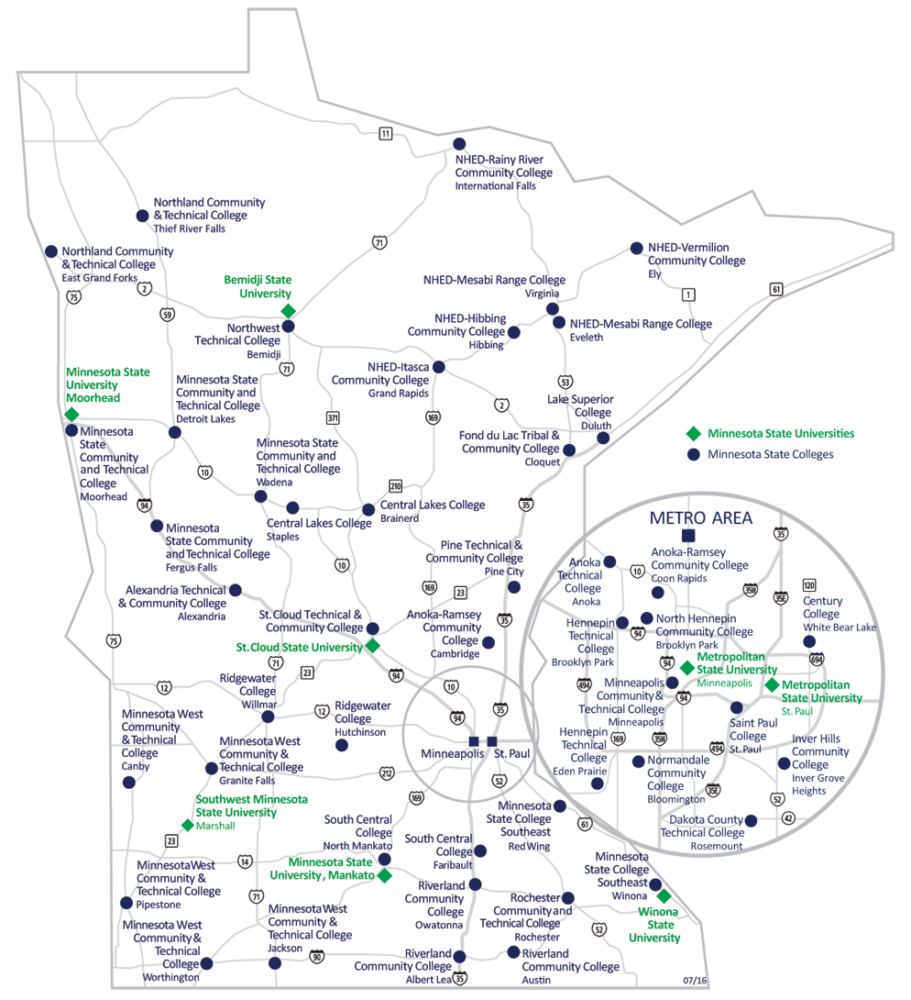 11
NHED-Rainy River
Community College
International Falls
Northland Community
& Technical College
Thief River Falls
Northland Community
& Technical College
East Grand Forks
71
NHED-Vermilion
Community College
Ely
75
2
59
Bemidji State
University
NHED-Mesabi Range College
Virginia
1
61
Northwest
Technical College
Bemidji
NHED-Hibbing
Community College
Hibbing
NHED-Mesabi Range College
Eveleth
71
NHED-Itasca
Community College
Grand Rapids
Minnesota State
University
Moorhead
Minnesota State
Community and
Technical College
Detroit Lakes
53
2
Lake Superior
College
Duluth
371
169
Minnesota
State
Community
and Technical
College
Moorhead
Minnesota State
Community and
Technical College
Wadena
Fond du Lac Tribal &
Community College
Cloquet
Minnesota State Universities
Minnesota State Colleges
10
210
94
35
Central Lakes College
Brainerd
Central Lakes College
Staples
Minnesota
State Community
and Technical College
Fergus Falls
10
Pine Technical &
Community College
Pine City
169
23
Alexandria Technical
& Community College
Alexandria
St. Cloud Technical &
Community College
St. Cloud State University
Anoka-Ramsey
Community
College
Cambridge
35
75
71
23
94
12
10
Ridgewater
College
Willmar
12
Ridgewater
College
Hutchinson
94
35
Minnesota West
Community
& Technical
College
Canby
Minneapolis
St. Paul
Minnesota West
Community &
Technical College
Granite Falls
212
52
169
Southwest Minnesota
State University
Marshall
23
South Central
College
North Mankato
Minnesota
State College
Southeast
Red Wing
61
14
Minnesota State
University, Mankato
South Central
College
Faribault
Minnesota
State College
Southeast
Winona
Minnesota West
Community &
Technical College
Pipestone
71
Riverland
Community
College
Owatonna
Rochester
Community and
Technical College
Rochester
Winona
State
University
52
Minnesota West
Community &
Technical
College
Worthington
Minnesota West
Community &
Technical College
Jackson
90
Riverland
Community College
Albert Lea
35
Riverland
Community College
Austin
07/16
METRO AREA
35
Anoka
Technical
College
Anoka
10
Anoka-Ramsey
Community College
Coon Rapids
35W
35E
120
Century
College
White Bear Lake
Hennepin
Technical
College
Brooklyn Park
94
North Hennepin
Community College
Brooklyn Park
694
94
Metropolitan
State University
Minneapolis
494
Minneapolis
Community &
Technical College
Minneapolis
94
Metropolitan
State University
St. Paul
Saint Paul
College
St. Paul
Hennepin
Technical
College
Eden Prairie
169
35W
494
Inver Hills
Community
College
Inver Grove
Heights
Normandale
Community
College
Bloomington
35E
52
42
Dakota County
Technical College
Rosemount